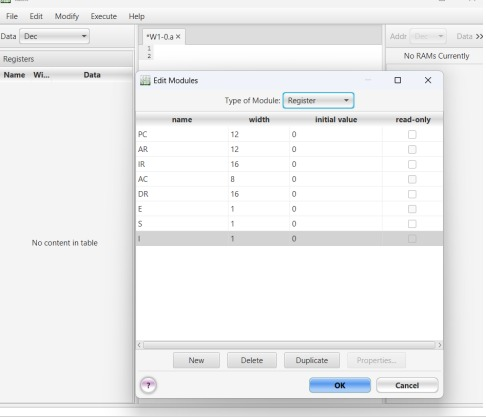 File Edit Modify Execute Help
Data Dec
*W1-0.a ×
Addr Dec Data >>
Registers
1
2
No RAMs Currently
Name Wi... Data
No content in table
Edit Modules
Type of Module: Register
name width initial value read-only
PC 12 0
AR 12 0
IR 16 0
AC 8 0
DR 16 0
E 1 0
S 1 0
I 1 0
New Delete Duplicate Properties...
? OK Cancel